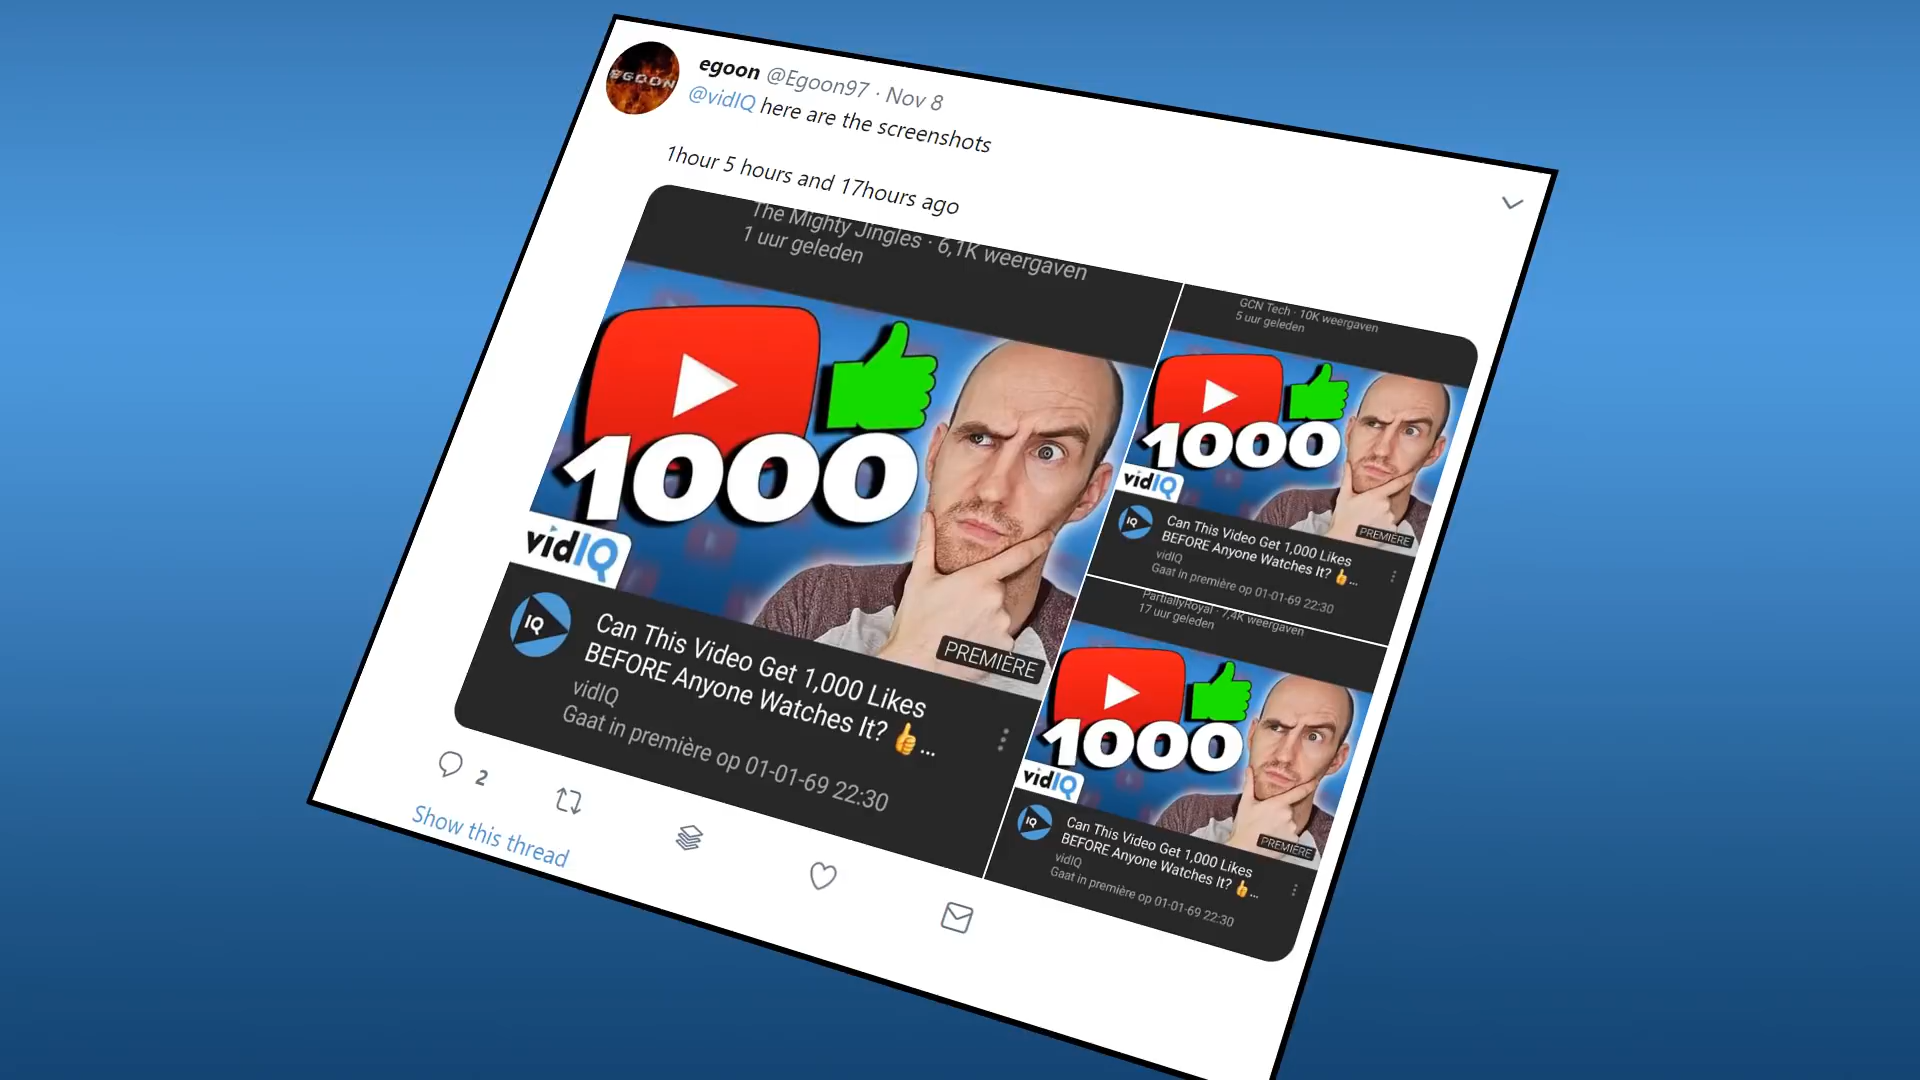 EGOON
egoon @Egoon97 · Nov 8
@vidIQ here are the screenshots
1hour 5 hours and 17hours ago
The Mighty Jingles · 6,1K weergaven
1 uur geleden
1000
vidIQ
PREMIÈRE
IQ
Can This Video Get 1,000 Likes
BEFORE Anyone Watches It? 👍...
vidIQ
Gaat in première op 01-01-69 22:30
GCN Tech · 10K weergaven
5 uur geleden
1000
vidIQ
PREMIÈRE
IQ
Can This Video Get 1,000 Likes
BEFORE Anyone Watches It? 👍...
vidIQ
Gaat in première op 01-01-69 22:30
PartiallyRoyal · 7,4K weergaven
17 uur geleden
1000
vidIQ
PREMIÈRE
IQ
Can This Video Get 1,000 Likes
BEFORE Anyone Watches It? 👍...
vidIQ
Gaat in première op 01-01-69 22:30
2
Show this thread